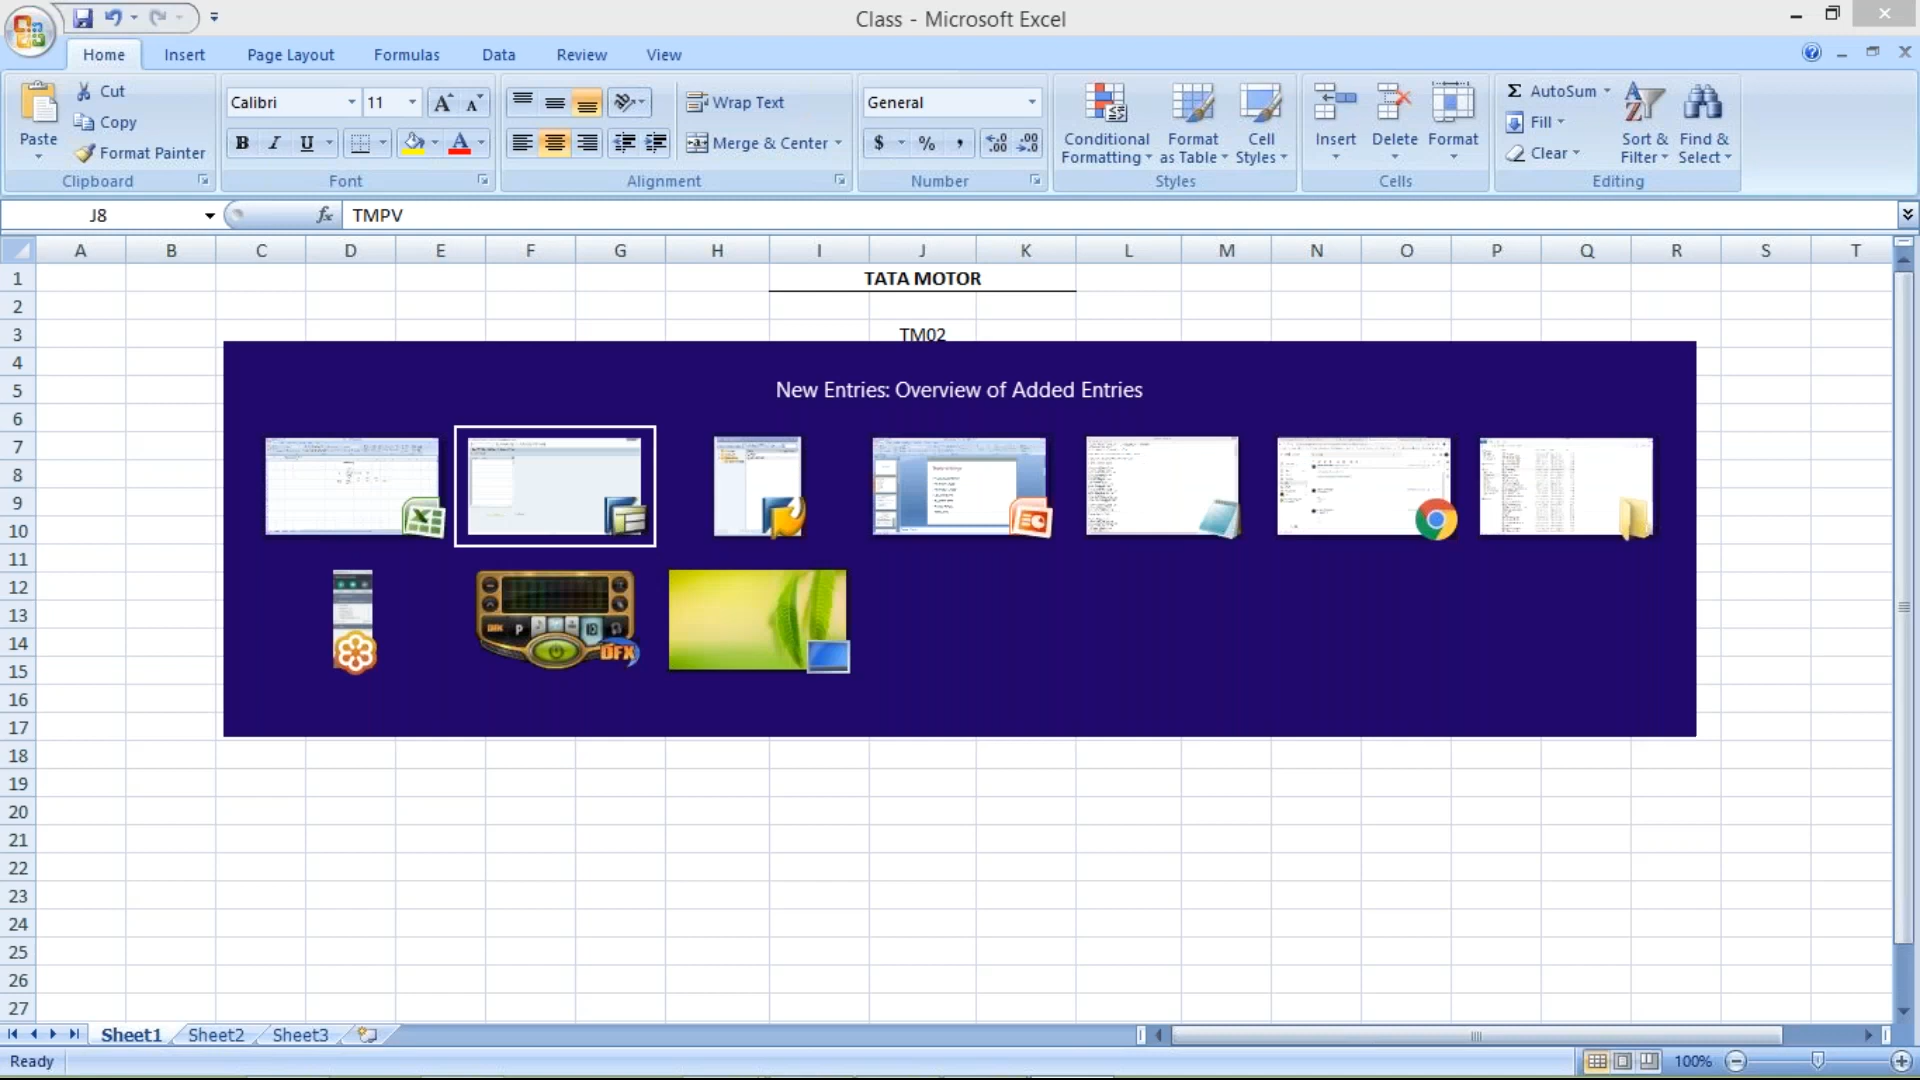 Class - Microsoft Excel
Home Insert Page Layout Formulas Data Review View
Paste
Cut
Copy
Format Painter
Clipboard
Calibri 11
B I U A
Font
Wrap Text
Merge & Center
Alignment
General
$ % ,
Number
Conditional Formatting
Format as Table
Cell Styles
Styles
Insert Delete Format
Cells
Σ AutoSum
Fill
Clear
Sort & Filter
Find & Select
Editing
J8 fx TMPV
A B C D E F G H I J K L M N O P Q R S T
1 TATA MOTOR
2
3 TM02
4
5 New Entries: Overview of Added Entries
6
7
8
9
10
11
12
13
14
DFX
15
16
17
18
19
20
21
22
23
24
25
26
27
Sheet1 Sheet2 Sheet3
Ready 100%